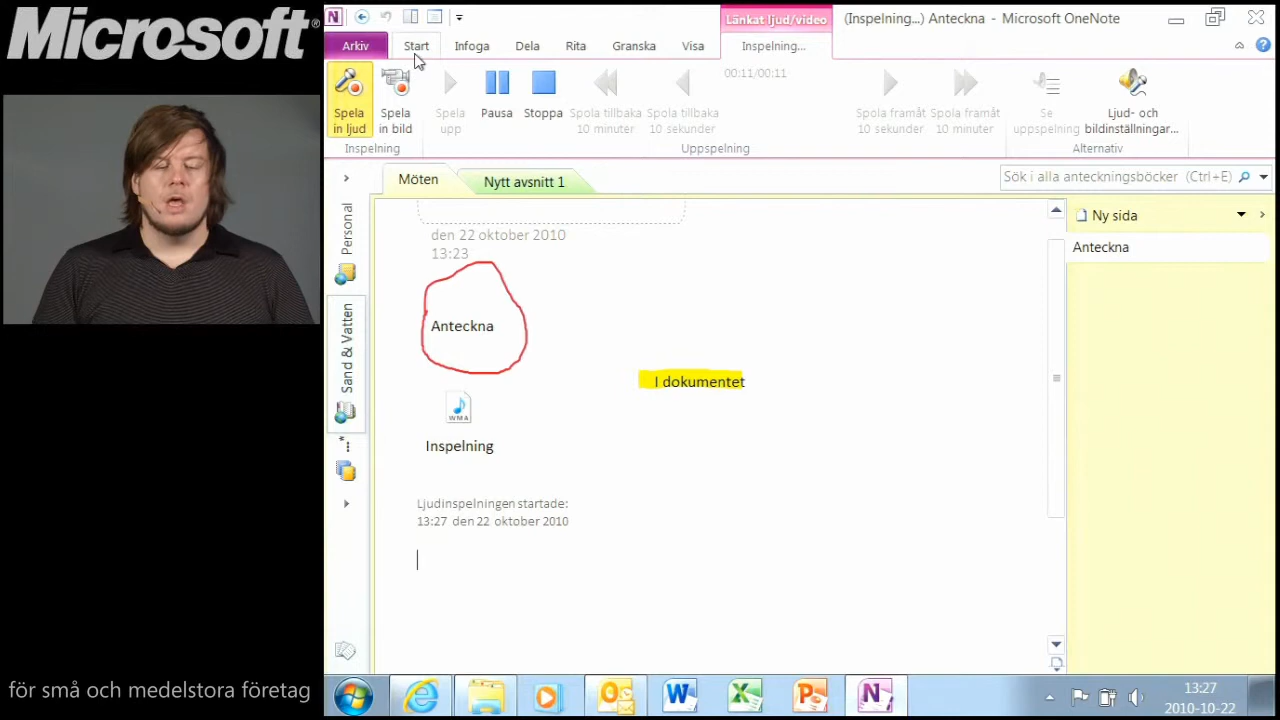 Microsoft
för små och medelstora företag
Länkat ljud/video
(Inspelning...) Anteckna - Microsoft OneNote
Arkiv
Start
Infoga
Dela
Rita
Granska
Visa
Inspelning...
Spela
in ljud
Spela
in bild
Spela
upp
Pausa
Stoppa
Spola tillbaka
10 minuter
Spola tillbaka
10 sekunder
00:11/00:11
Spola framåt
10 sekunder
Spola framåt
10 minuter
Se
uppspelning
Ljud- och
bildinställningar...
Inspelning
Uppspelning
Alternativ
Möten
Nytt avsnitt 1
Sök i alla anteckningsböcker (Ctrl+E)
Personal
Sand & Vatten
den 22 oktober 2010
13:23
Anteckna
I dokumentet
WMA
Inspelning
Ljudinspelningen startade:
13:27 den 22 oktober 2010
Ny sida
Anteckna
13:27
2010-10-22